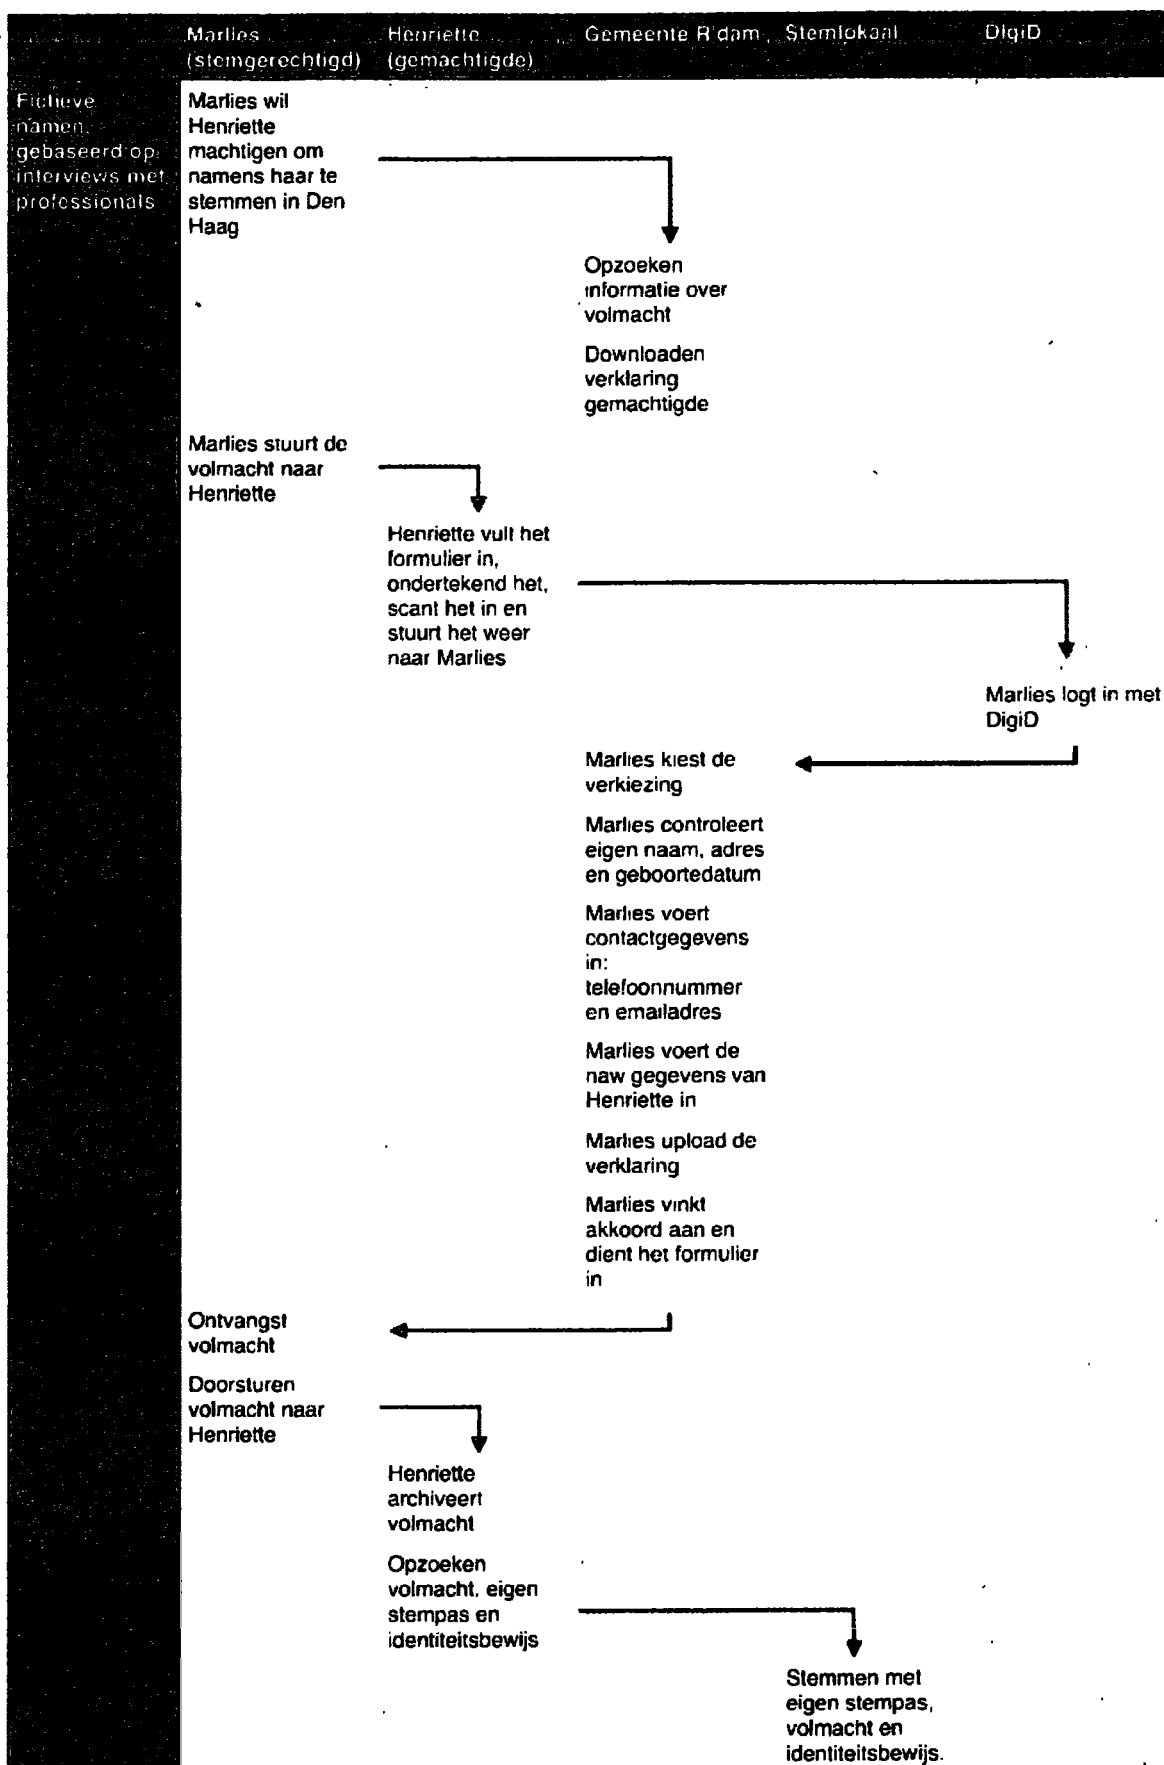 Marlies
(stemgerechtigd)
Henriette
(gemachtigde)
Gemeente R'dam
Stemlokaal
DigiD
Fictieve
namen,
gebaseerd op
interviews met
professionals
Marlies wil
Henriette
machtigen om
namens haar te
stemmen in Den
Haag
Opzoeken
informatie over
volmacht
Downloaden
verklaring
gemachtigde
Marlies stuurt de
volmacht naar
Henriette
Henriette vult het
formulier in,
ondertekend het,
scant het in en
stuurt het weer
naar Marlies
Marlies logt in met
DigiD
Marlies kiest de
verkiezing
Marlies controleert
eigen naam, adres
en geboortedatum
Marlies voert
contactgegevens
in:
telefoonnummer
en emailadres
Marlies voert de
naw gegevens van
Henriette in
Marlies upload de
verklaring
Marlies vinkt
akkoord aan en
dient het formulier
in
Ontvangst
volmacht
Doorsturen
volmacht naar
Henriette
Henriette
archiveert
volmacht
Opzoeken
volmacht, eigen
stempas en
identiteitsbewijs
Stemmen met
eigen stempas,
volmacht en
identiteitsbewijs.